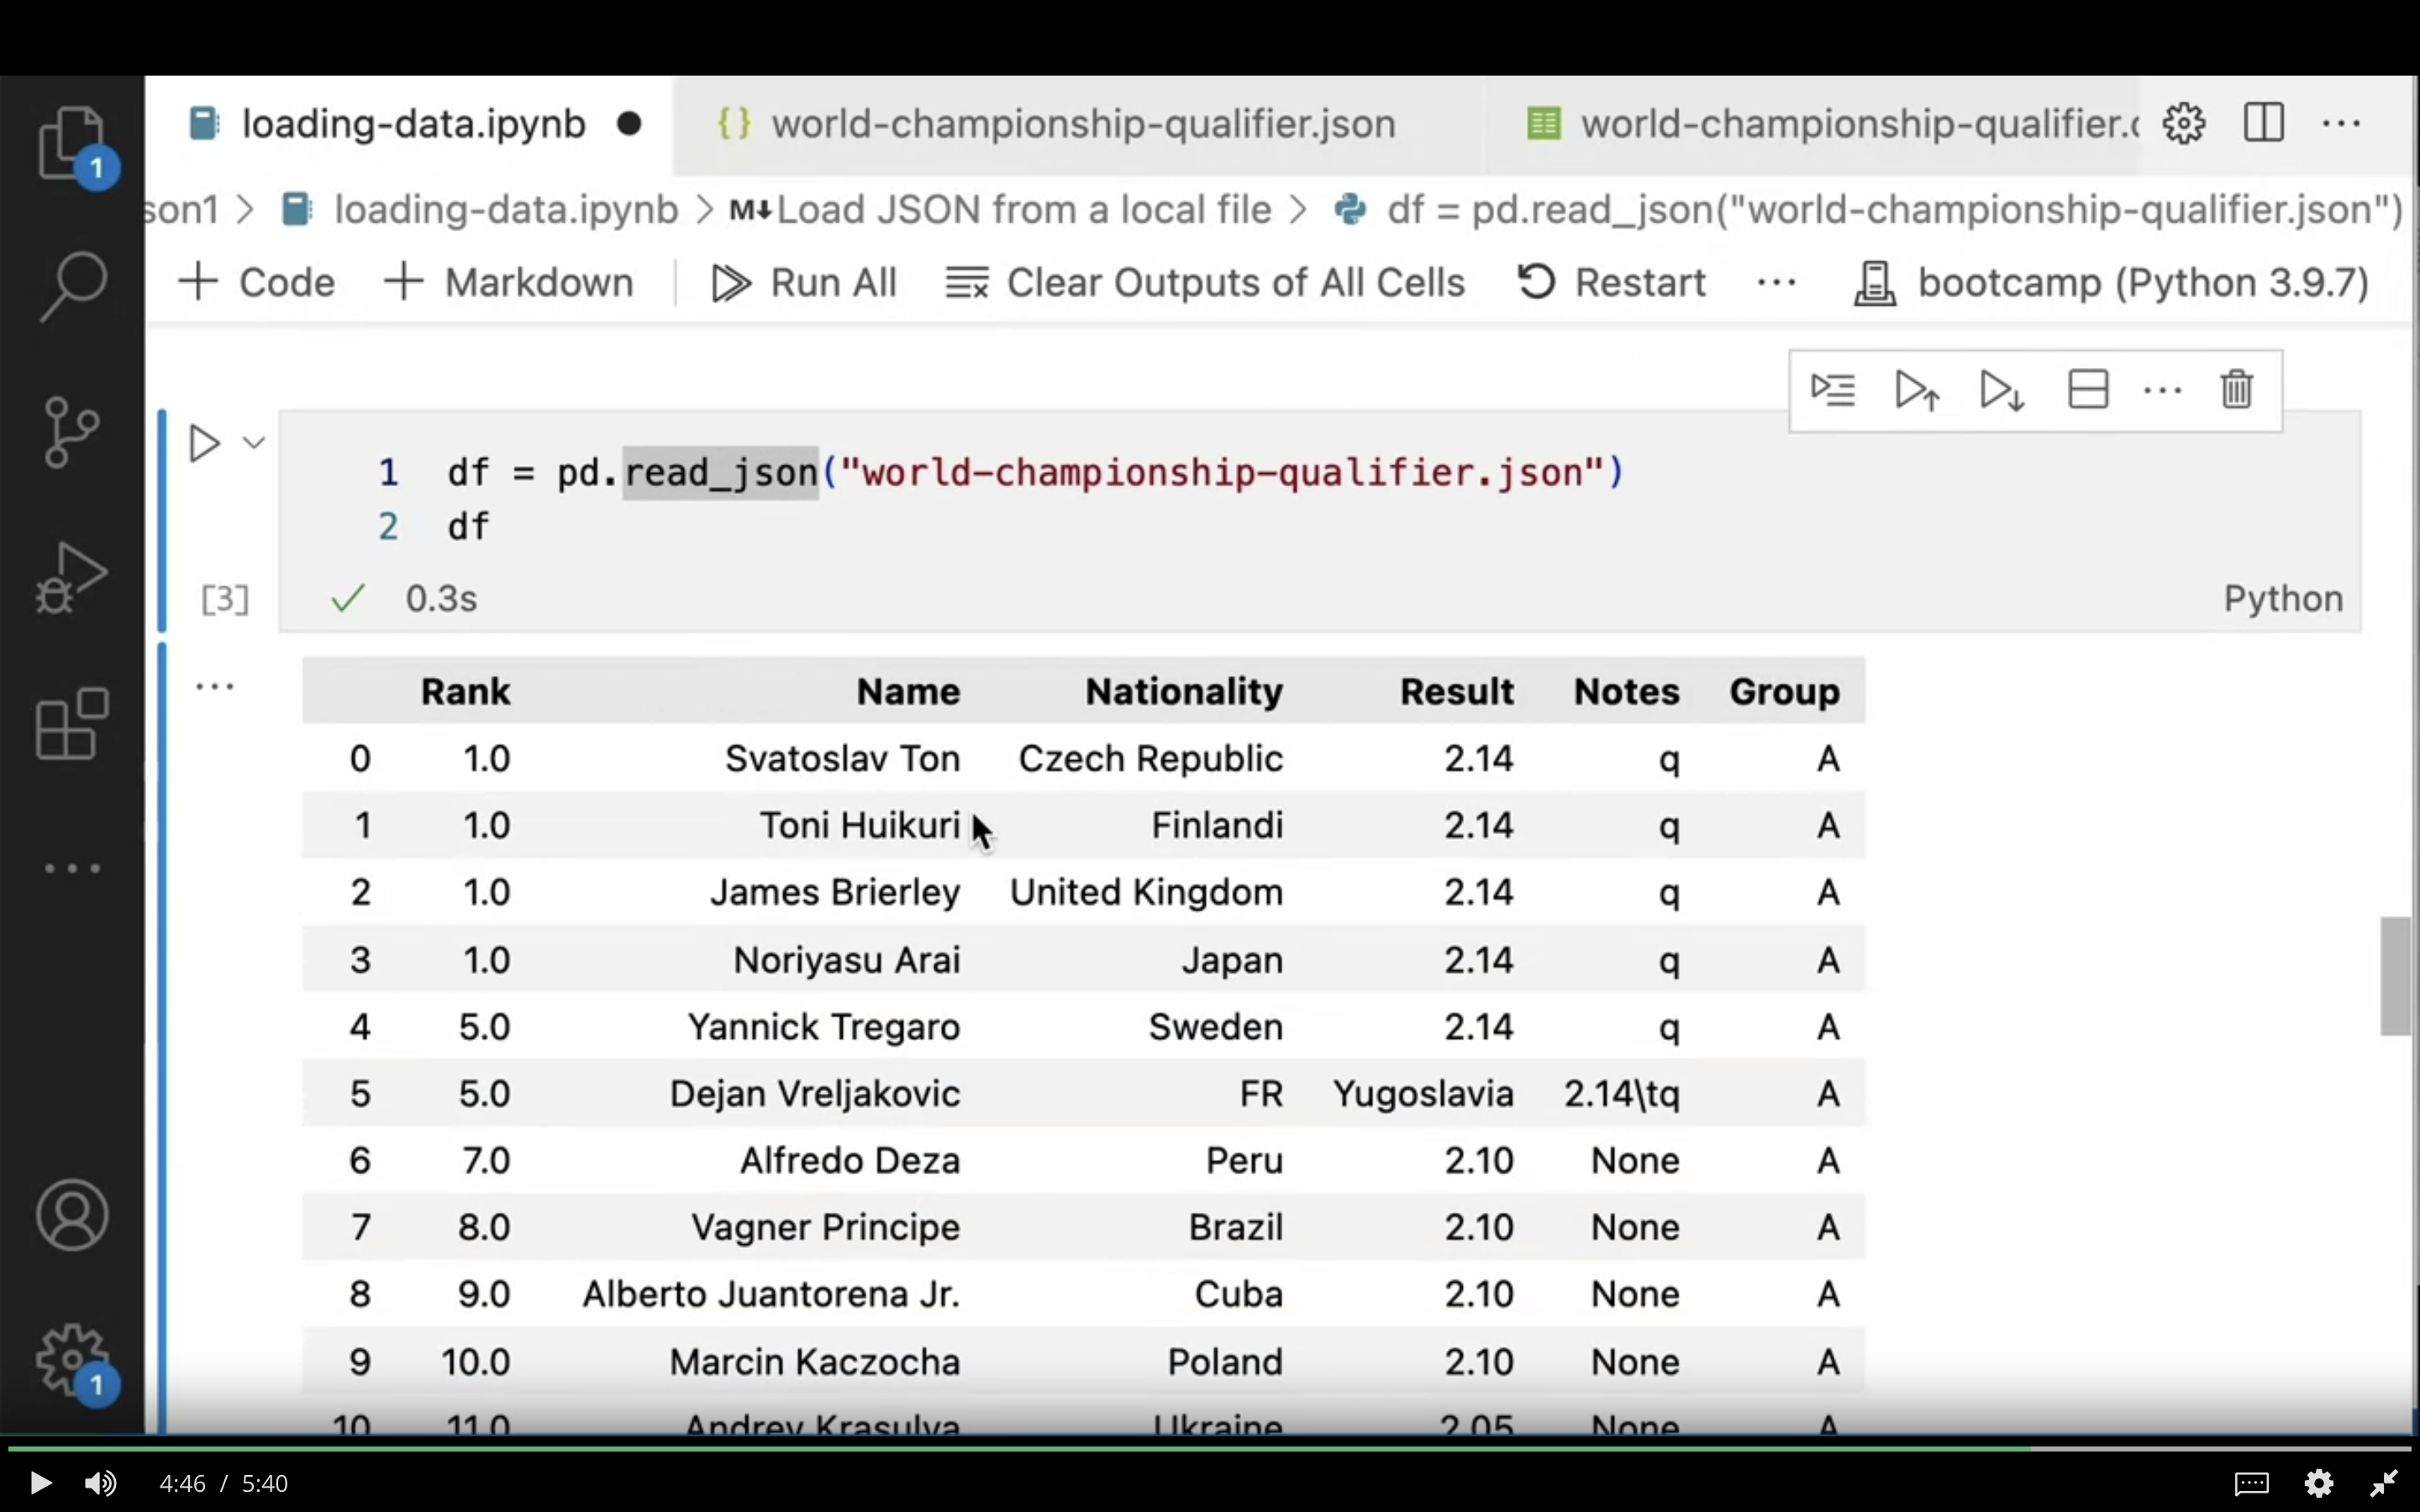 loading-data.ipynb world-championship-qualifier.json world-championship-qualifier.
1
son1 > loading-data.ipynb > M↓Load JSON from a local file > df = pd.read_json("world-championship-qualifier.json")
+ Code + Markdown Run All Clear Outputs of All Cells Restart ... bootcamp (Python 3.9.7)
1 df = pd.read_json("world-championship-qualifier.json")
2 df
[3] 0.3s Python
Rank Name Nationality Result Notes Group
0 1.0 Svatoslav Ton Czech Republic 2.14 q A
1 1.0 Toni Huikuri Finlandi 2.14 q A
2 1.0 James Brierley United Kingdom 2.14 q A
3 1.0 Noriyasu Arai Japan 2.14 q A
4 5.0 Yannick Tregaro Sweden 2.14 q A
5 5.0 Dejan Vreljakovic FR Yugoslavia 2.14\tq A
6 7.0 Alfredo Deza Peru 2.10 None A
7 8.0 Vagner Principe Brazil 2.10 None A
8 9.0 Alberto Juantorena Jr. Cuba 2.10 None A
9 10.0 Marcin Kaczocha Poland 2.10 None A
1
10 11.0 Andrey Krasulya Ukraine 2.05 None A
4:46 / 5:40